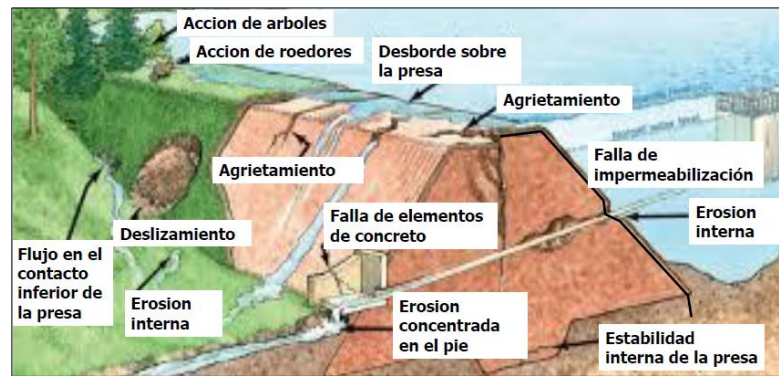 Accion de arboles
Accion de roedores
Desborde sobre
la presa
Agrietamiento
Agrietamiento
Falla de
impermeabilización
Deslizamiento
Falla de elementos
de concreto
Erosion
interna
Flujo en el
contacto
inferior de
la presa
Erosion
interna
Erosion
concentrada
en el pie
Estabilidad
interna de la presa